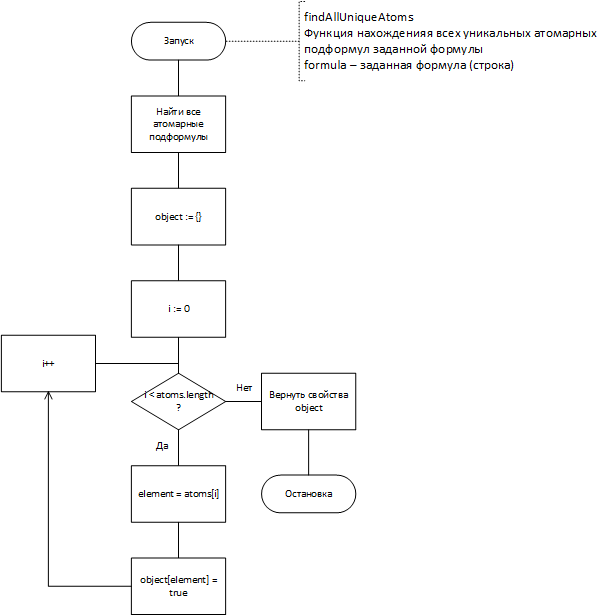 findAllUniqueAtoms
Функция нахожденияя всех уникальных атомарных
подформул заданной формулы
formula – заданная формула (строка)
Запуск
Найти все
атомарные
подформулы
object := {}
i := 0
i++
i < atoms.length
?
Нет
Вернуть свойства
object
Да
element = atoms[i]
Остановка
object[element] =
true